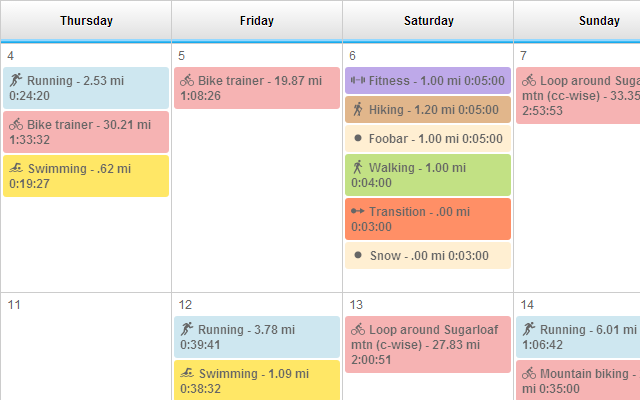 Thursday
Friday
Saturday
Sunday
4
Running - 2.53 mi
0:24:20
Bike trainer - 30.21 mi
1:33:32
Swimming - .62 mi
0:19:27
5
Bike trainer - 19.87 mi
1:08:26
6
Fitness - 1.00 mi 0:05:00
Hiking - 1.20 mi 0:05:00
Foobar - 1.00 mi 0:05:00
Walking - 1.00 mi
0:04:00
Transition - .00 mi
0:03:00
Snow - .00 mi 0:03:00
7
Loop around Suga
mtn (cc-wise) - 33.35
2:53:53
11
12
Running - 3.78 mi
0:39:41
Swimming - 1.09 mi
0:38:32
13
Loop around Sugarloaf
mtn (c-wise) - 27.83 mi
2:00:51
14
Running - 6.01 mi
1:06:42
Mountain biking -
mi 0:35:00